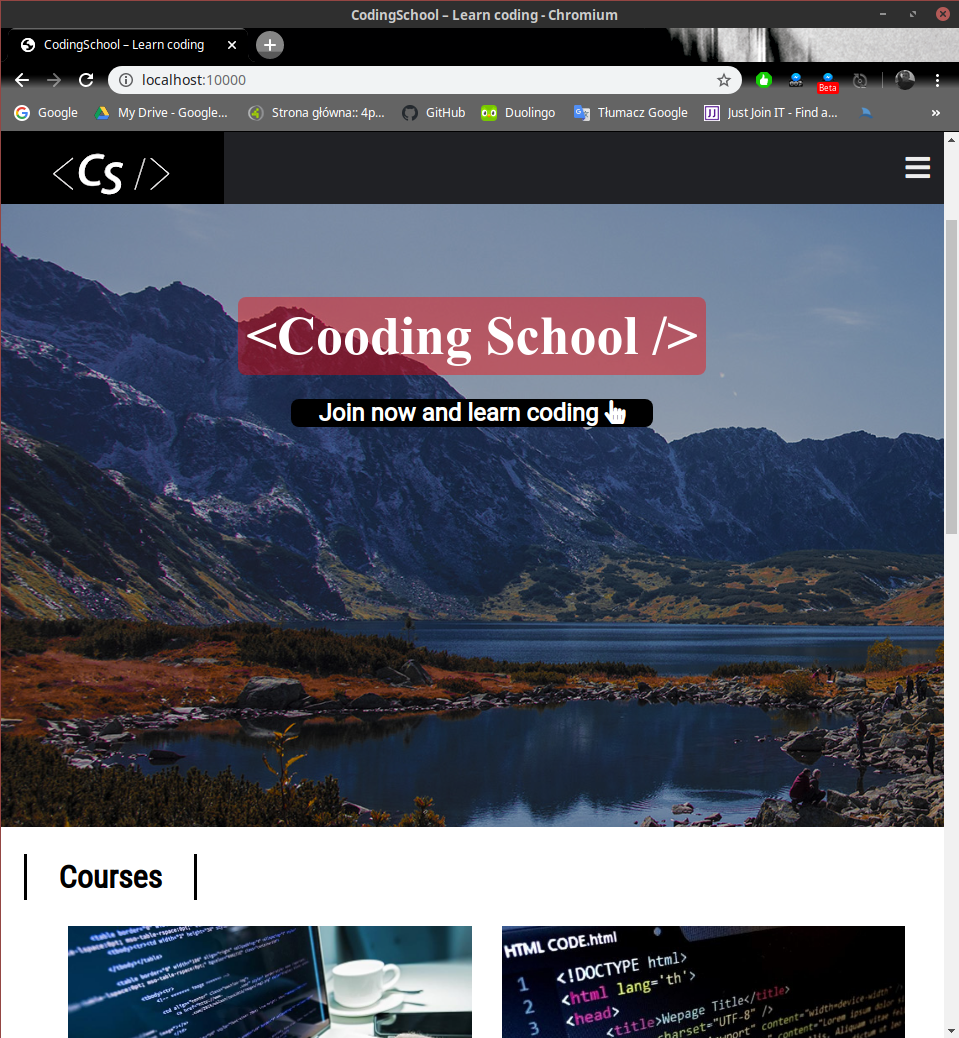 CodingSchool – Learn coding - Chromium
CodingSchool – Learn coding
localhost:10000
Beta
Google My Drive - Google... Strona główna:: 4p... GitHub Duolingo Tłumacz Google Just Join IT - Find a... »
<CS />
<Cooding School />
Join now and learn coding
Courses
HTML CODE.html
1 <!DOCTYPE html>
2 <html lang='th'>
3 <head>
<title>Wepage Title</title>
charset="UTF-8" />